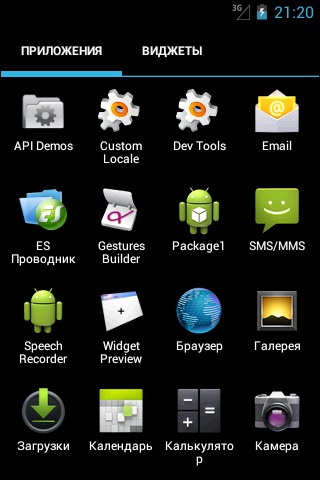 3G 21:20
ПРИЛОЖЕНИЯ ВИДЖЕТЫ
API Demos Custom Locale Dev Tools Email
ES Проводник Gestures Builder Package1 SMS/MMS
Speech Recorder Widget Preview Браузер Галерея
Загрузки Календарь Калькулято р Камера